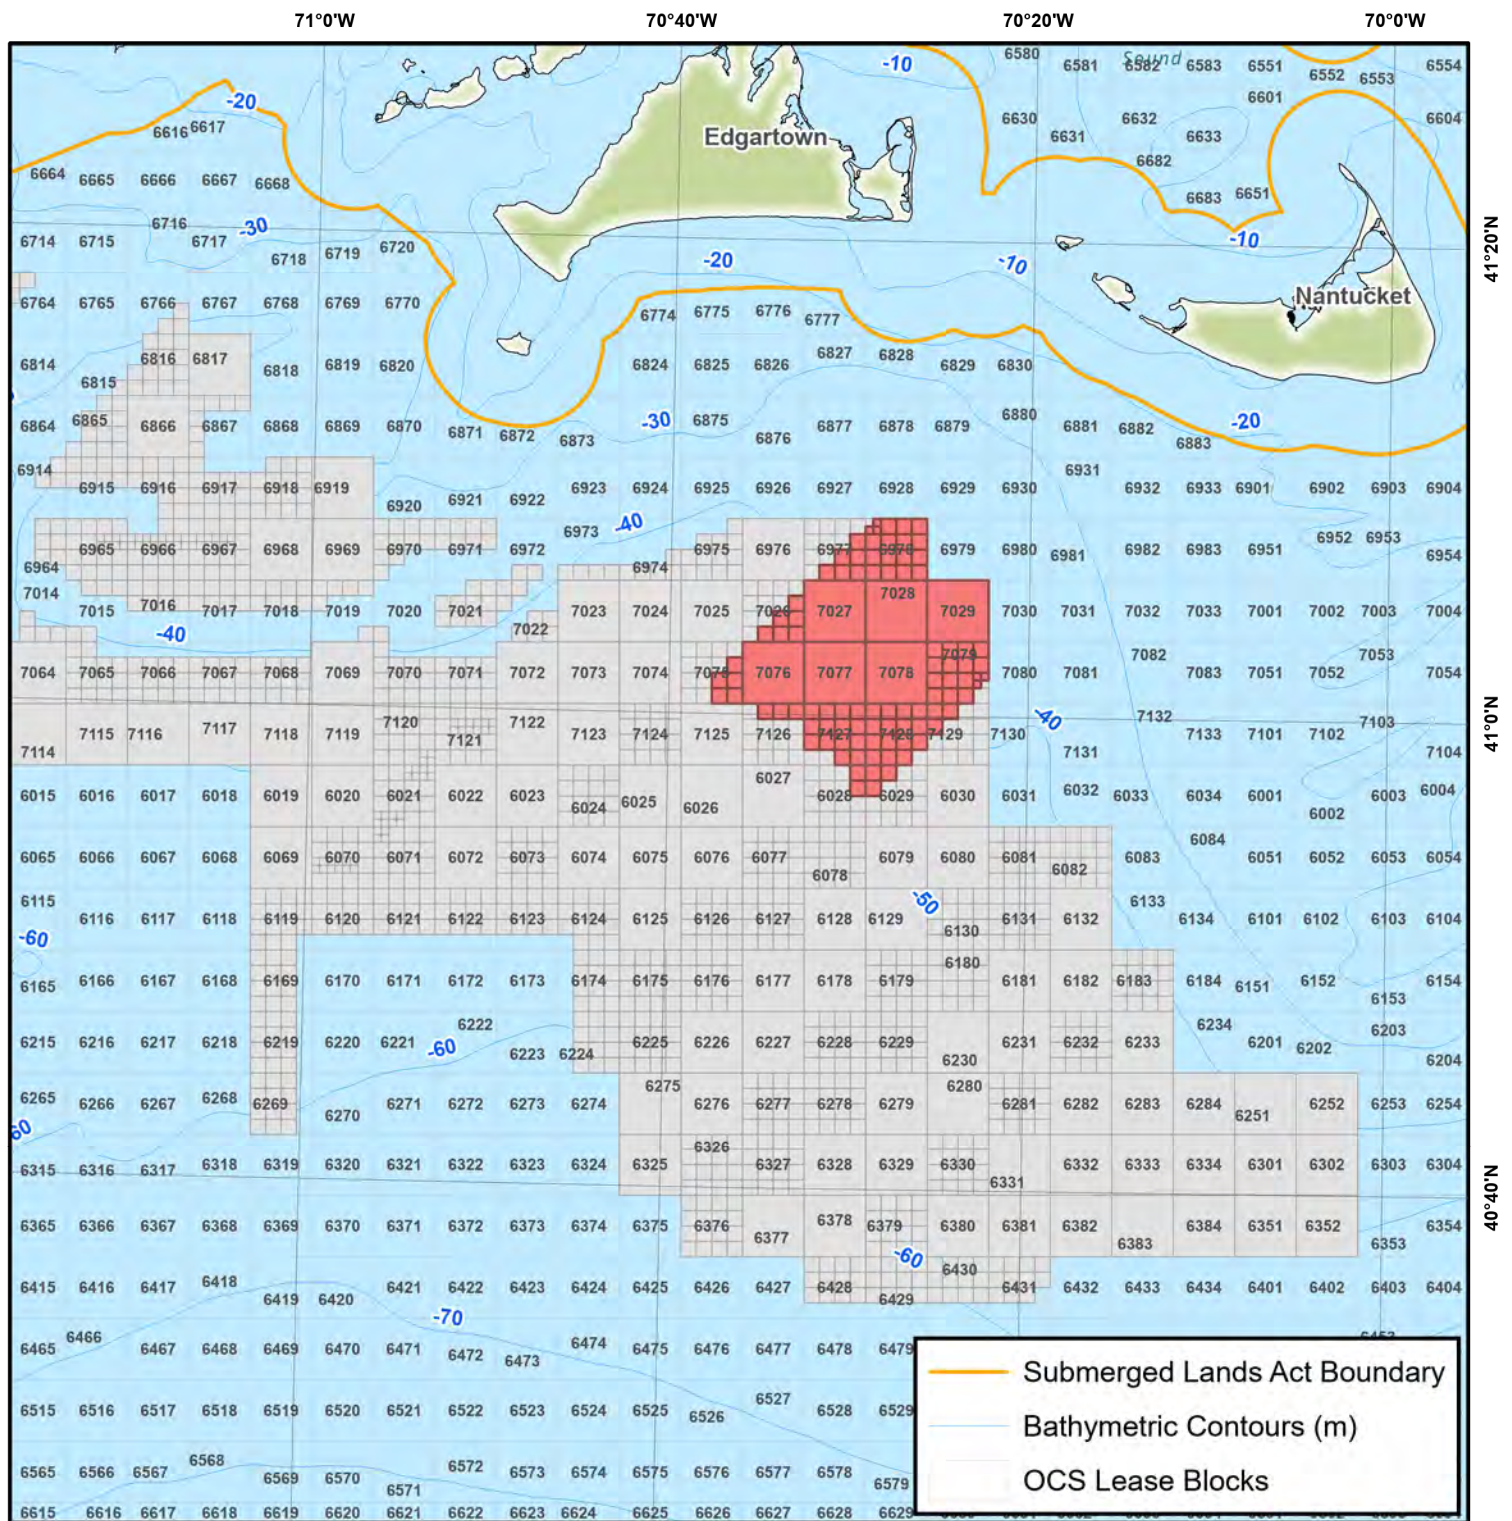 71°0'W 70°40'W 70°20'W 70°0'W
6580 6581 6582 Sound 6583 6551 6552 6553 6554
-10
-20 6601
6616 6617 6630 6631 6632 6633 6604
Edgartown
6682
6664 6665 6666 6667 6668 6683 6651
6716 -30
6714 6715 6717 6718 6719 6720 -10 41°20'N
-20 -10
6764 6765 6766 6767 6768 6769 6770 6774 6775 6776 6777 Nantucket
6814 6815 6816 6817 6818 6819 6820 6824 6825 6826 6827 6828 6829 6830
6864 6865 6866 6867 6868 6869 6870 6871 6872 6873 -30 6875 6876 6877 6878 6879 6880 6881 6882 6883 -20
6914 6931
6915 6916 6917 6918 6919 6920 6921 6922 6923 6924 6925 6926 6927 6928 6929 6930 6932 6933 6901 6902 6903 6904
6973 -40
6964 6965 6966 6967 6968 6969 6970 6971 6972 6974 6975 6976 6977 6978 6979 6980 6981 6982 6983 6951 6952 6953 6954
7014 7015 7016 7017 7018 7019 7020 7021 7022 7023 7024 7025 7026 7027 7028 7029 7030 7031 7032 7033 7001 7002 7003 7004
-40
7064 7065 7066 7067 7068 7069 7070 7071 7072 7073 7074 7075 7076 7077 7078 7079 7080 7081 7082 7083 7051 7052 7053 7054
7114 7115 7116 7117 7118 7119 7120 7121 7122 7123 7124 7125 7126 7127 7128 7129 7130 -40 7131 7132 7133 7101 7102 7103 7104 41°0'N
6015 6016 6017 6018 6019 6020 6021 6022 6023 6024 6025 6026 6027 6028 6029 6030 6031 6032 6033 6034 6001 6002 6003 6004
6065 6066 6067 6068 6069 6070 6071 6072 6073 6074 6075 6076 6077 6078 6079 6080 6081 6082 6083 6084 6051 6052 6053 6054
6115 6116 6117 6118 6119 6120 6121 6122 6123 6124 6125 6126 6127 6128 6129 -50 6130 6131 6132 6133 6134 6101 6102 6103 6104
-60
6165 6166 6167 6168 6169 6170 6171 6172 6173 6174 6175 6176 6177 6178 6179 6180 6181 6182 6183 6184 6151 6152 6153 6154
6215 6216 6217 6218 6219 6220 6221 -60 6222 6223 6224 6225 6226 6227 6228 6229 6230 6231 6232 6233 6234 6201 6202 6203 6204
6265 6266 6267 6268 6269 6270 6271 6272 6273 6274 6275 6276 6277 6278 6279 6280 6281 6282 6283 6284 6251 6252 6253 6254
60
6315 6316 6317 6318 6319 6320 6321 6322 6323 6324 6325 6326 6327 6328 6329 6330 6331 6332 6333 6334 6301 6302 6303 6304 40°40'N
6365 6366 6367 6368 6369 6370 6371 6372 6373 6374 6375 6376 6377 6378 6379 6380 6381 6382 6383 6384 6351 6352 6353 6354
-60
6415 6416 6417 6418 6419 6420 6421 6422 6423 6424 6425 6426 6427 6428 6429 6430 6431 6432 6433 6434 6401 6402 6403 6404
-70
6465 6466 6467 6468 6469 6470 6471 6472 6473 6474 6475 6476 6477 6478 6479
6515 6516 6517 6518 6519 6520 6521 6522 6523 6524 6525 6526 6527 6528 6529
6565 6566 6567 6568 6569 6570 6571 6572 6573 6574 6575 6576 6577 6578 6579
6615 6616 6617 6618 6619 6620 6621 6622 6623 6624 6625 6626 6627 6628 6629
Submerged Lands Act Boundary
Bathymetric Contours (m)
OCS Lease Blocks